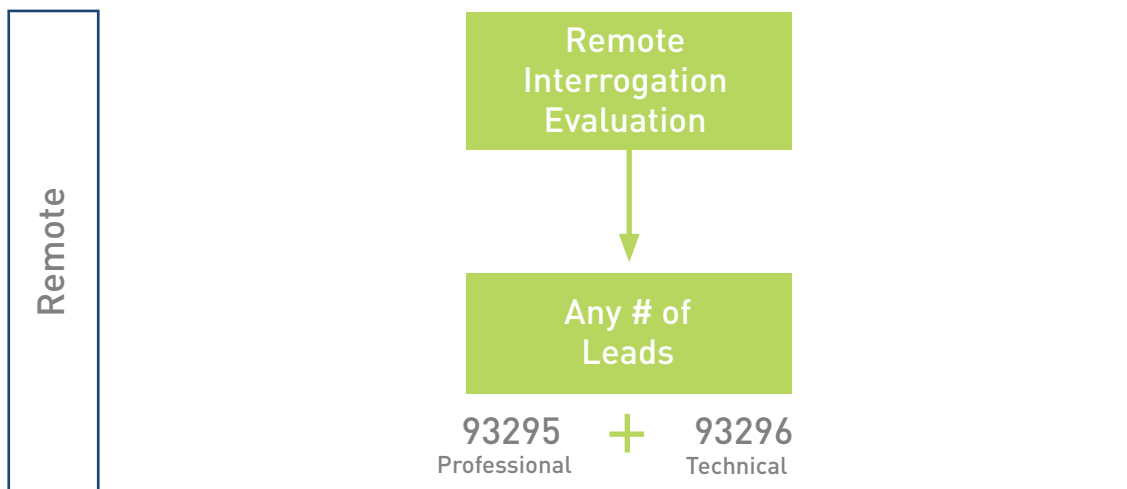 Remote
Interrogation
Evaluation
Remote
Any # of
Leads
93295 + 93296
Professional Technical